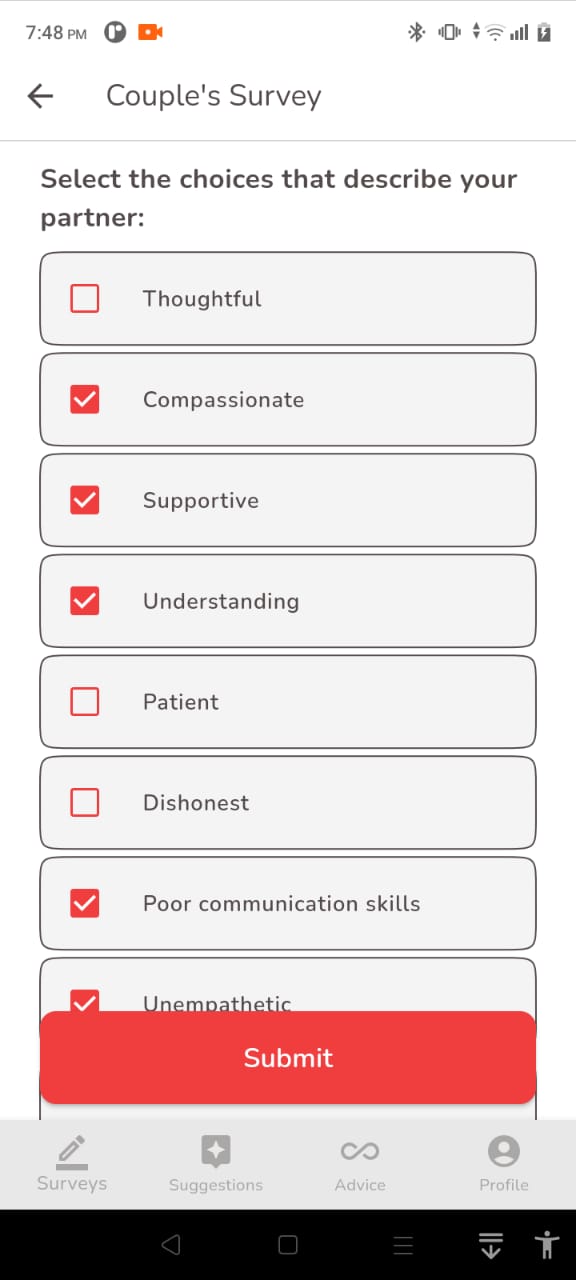 7:48 PM
Couple's Survey
Select the choices that describe your
partner:
Thoughtful
Compassionate
Supportive
Understanding
Patient
Dishonest
Poor communication skills
Unempathetic
Submit
Surveys
Suggestions
Advice
Profile